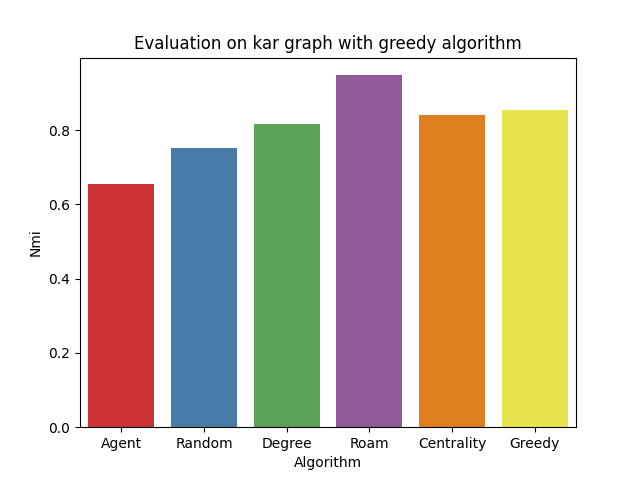 Evaluation on kar graph with greedy algorithm
Nmi
0.8
0.6
0.4
0.2
0.0
Agent Random Degree Roam Centrality Greedy
Algorithm